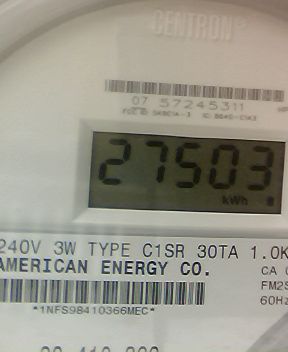 CENTRON®
07 57245311
27503
kWh
240V 3W TYPE C1SR 30TA 1.0K
AMERICAN ENERGY CO.
CA
FM2S
60Hz
*1NFS98410366MEC*